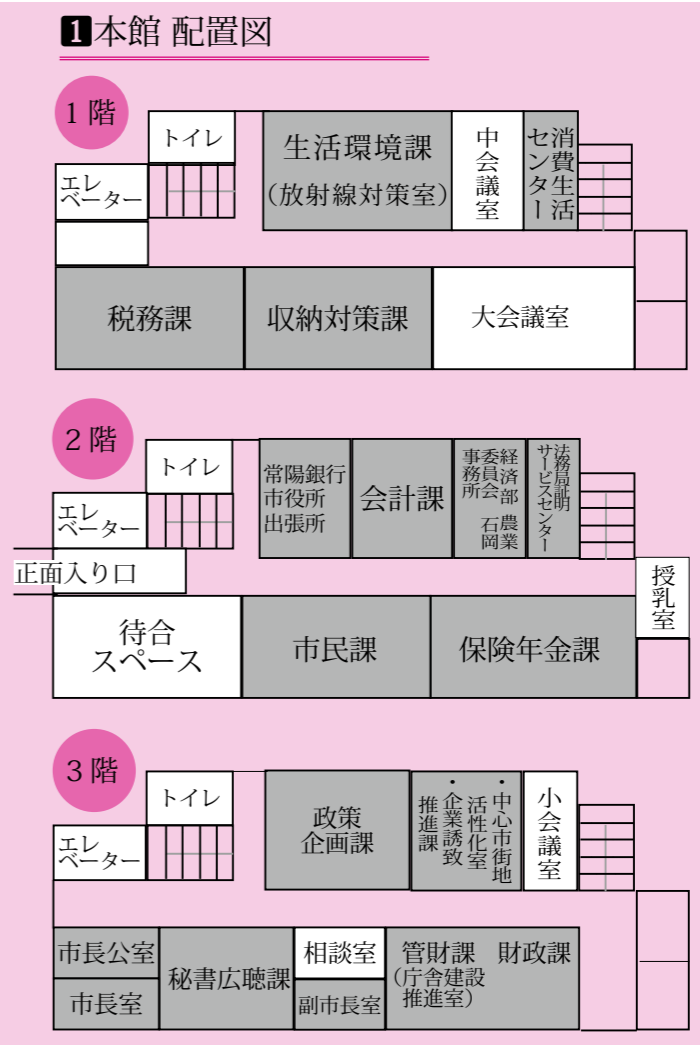 1本館 配置図
1階
トイレ
エレ
ベーター
生活環境課
(放射線対策室)
中会議室
消費生活
センター
税務課
収納対策課
大会議室
2階
トイレ
エレ
ベーター
正面入り口
常陽銀行
市役所
出張所
会計課
経済部 農業
委員会 石岡
事務所
法務局証明
サービスセンター
授乳室
待合
スペース
市民課
保険年金課
3階
トイレ
エレ
ベーター
政策
企画課
・中心市街地
活性化室
・企業誘致
推進課
小会議室
市長公室
市長室
秘書広聴課
相談室
副市長室
管財課
(庁舎建設
推進室)
財政課